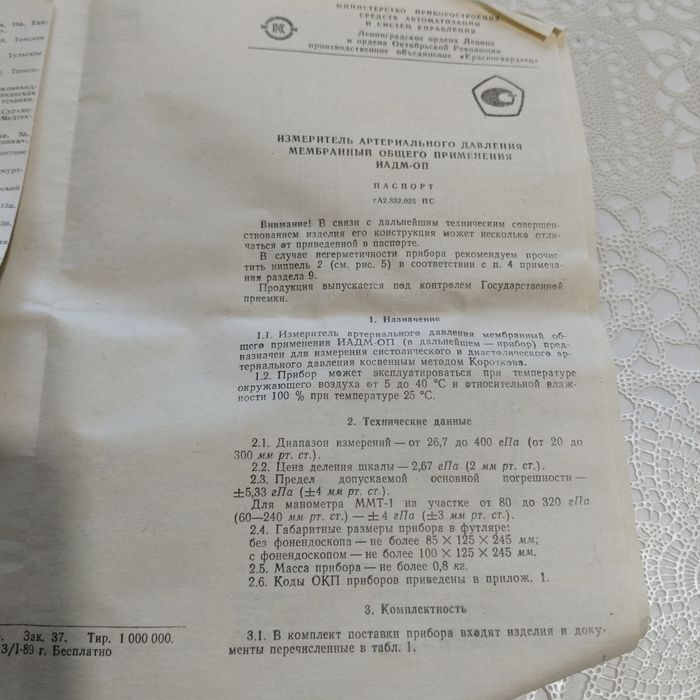 МИНИСТЕРСТВО ПРИБОРОСТРОЕНИЯ,
СРЕДСТВ АВТОМАТИЗАЦИИ
И СИСТЕМ УПРАВЛЕНИЯ
Ленинградское ордена Ленина
и ордена Октябрьской Революции
производственное объединение «Красногвардеец»
ИЗМЕРИТЕЛЬ АРТЕРИАЛЬНОГО ДАВЛЕНИЯ
МЕМБРАННЫЙ ОБЩЕГО ПРИМЕНЕНИЯ
ИАДМ-ОП
ПАСПОРТ
гА2.832.025 ПС
Внимание! В связи с дальнейшим техническим совершен-
ствованием изделия его конструкция может несколько отли-
чаться от приведенной в паспорте.
В случае негерметичности прибора рекомендуем прочис-
тить ниппель 2 (см. рис. 5) в соответствии с п. 4 примеча-
ния раздела 9.
Продукция выпускается под контролем Государственной
приемки.
1. Назначение
1.1. Измеритель артериального давления мембранный об-
щего применения ИАДМ-ОП (в дальнейшем — прибор) пред-
назначен для измерения систолического и диастолического ар-
териального давления косвенным методом Короткова.
1.2. Прибор может эксплуатироваться при температуре
окружающего воздуха от 5 до 40 °С и относительной влаж-
ности 100 % при температуре 25 °С.
2. Технические данные
2.1. Диапазон измерений — от 26,7 до 400 гПа (от 20 до
300 мм рт. ст.).
2.2. Цена деления шкалы — 2,67 гПа (2 мм рт. ст.).
2.3. Предел допускаемой основной погрешности —
±5,33 гПа (±4 мм рт. ст.).
Для манометра ММТ-1 на участке от 80 до 320 гПа
(60—240 мм рт. ст.) — ±4 гПа (±3 мм рт. ст.).
2.4. Габаритные размеры прибора в футляре:
без фонендоскопа — не более 85 × 125 × 245 мм;
с фонендоскопом — не более 100 × 125 × 245 мм.
2.5. Масса прибора — не более 0,8 кг.
2.6. Коды ОКП приборов приведены в прилож. 1.
3. Комплектность
3.1. В комплект поставки прибора входят изделия и доку-
менты перечисленные в табл. 1.
Зак. 37. Тир. 1 000 000.
3/I-89 г. Бесплатно